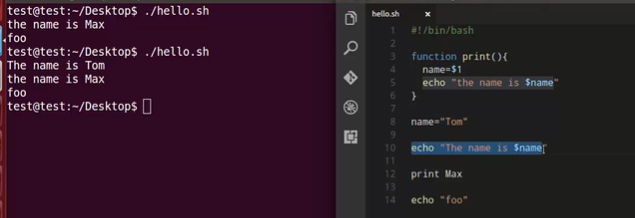 test@test:~/Desktop$ ./hello.sh
the name is Max
foo
test@test:~/Desktop$ ./hello.sh
The name is Tom
the name is Max
foo
test@test:~/Desktop$
hello.sh ×
1 #!/bin/bash
2
3 function print(){
4 name=$1
5 echo "the name is $name"
6 }
7
8 name="Tom"
9
10 echo "The name is $name"
11
12 print Max
13
14 echo "foo"